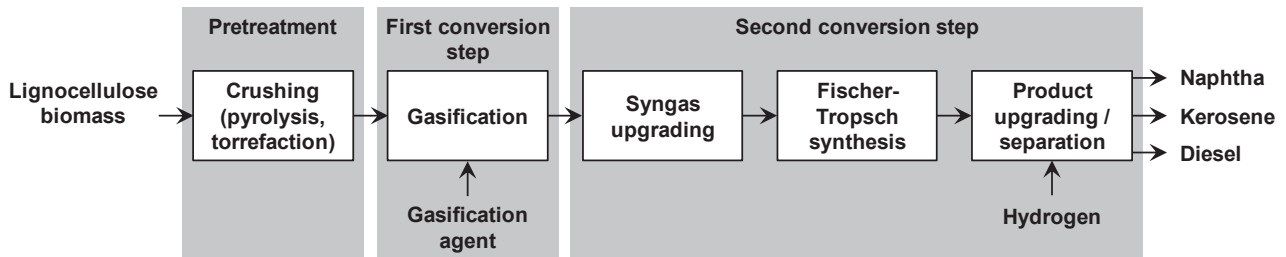 Pretreatment
First conversion
step
Second conversion step
Lignocellulose
biomass
Crushing
(pyrolysis,
torrefaction)
Gasification
Gasification
agent
Syngas
upgrading
Fischer-
Tropsch
synthesis
Product
upgrading /
separation
Hydrogen
Naphtha
Kerosene
Diesel